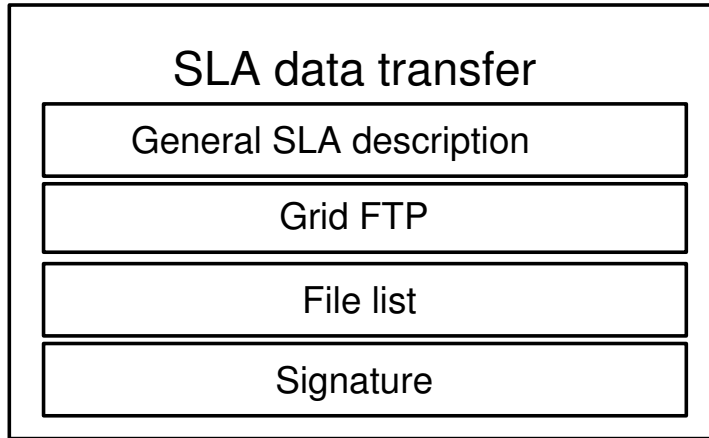 SLA data transfer
General SLA description
Grid FTP
File list
Signature